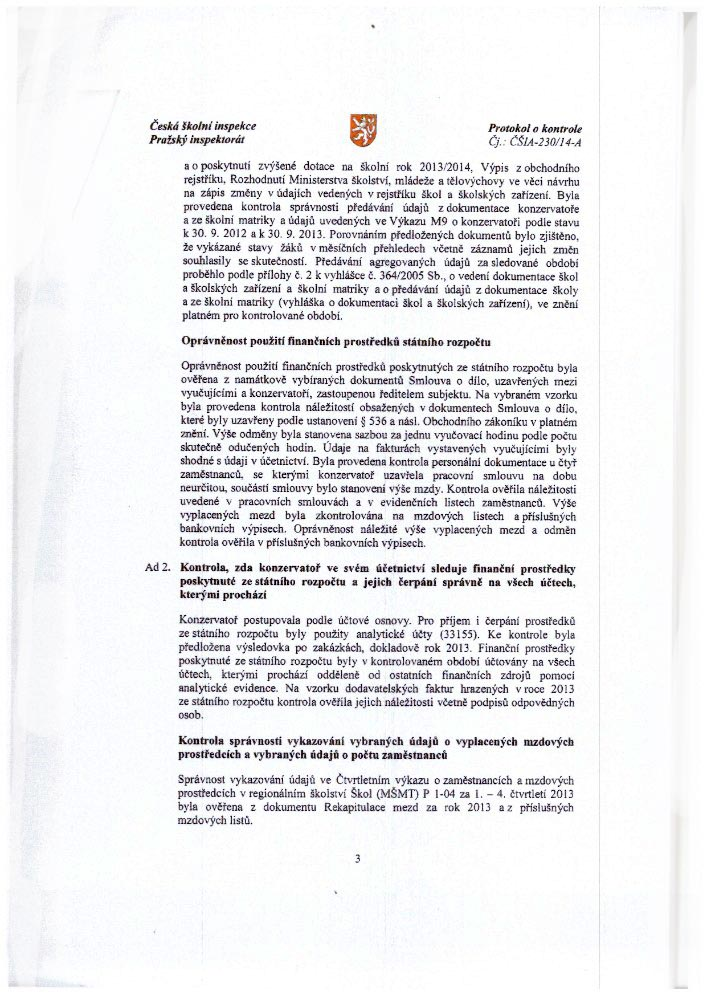 Česká školní inspekce
Pražský inspektorát
Protokol o kontrole
Čj.: ČŠIA-230/14-A
a o poskytnutí zvýšené dotace na školní rok 2013/2014, Výpis z obchodního
rejstříku, Rozhodnutí Ministerstva školství, mládeže a tělovýchovy ve věci návrhu
na zápis změny v údajích vedených v rejstříku škol a školských zařízení. Byla
provedena kontrola správnosti předávání údajů z dokumentace konzervatoře
a ze školní matriky a údajů uvedených ve Výkazu M9 o konzervatoři podle stavu
k 30. 9. 2012 a k 30. 9. 2013. Porovnáním předložených dokumentů bylo zjištěno,
že vykázané stavy žáků v měsíčních přehledech včetně záznamů jejich změn
souhlasily se skutečností. Předávání agregovaných údajů za sledované období
proběhlo podle přílohy č. 2 k vyhlášce č. 364/2005 Sb., o vedení dokumentace škol
a školských zařízení a školní matriky a o předávání údajů z dokumentace školy
a ze školní matriky (vyhláška o dokumentaci škol a školských zařízení), ve znění
platném pro kontrolované období.
Oprávněnost použití finančních prostředků státního rozpočtu
Oprávněnost použití finančních prostředků poskytnutých ze státního rozpočtu byla
ověřena z namátkově vybíraných dokumentů Smlouva o dílo, uzavřených mezi
vyučujícími a konzervatoří, zastoupenou ředitelem subjektu. Na vybraném vzorku
byla provedena kontrola náležitostí obsažených v dokumentech Smlouva o dílo,
které byly uzavřeny podle ustanovení § 536 a násl. Obchodního zákoníku v platném
znění. Výše odměny byla stanovena sazbou za jednu vyučovací hodinu podle počtu
skutečně odučených hodin. Údaje na fakturách vystavených vyučujícími byly
shodné s údaji v účetnictví. Byla provedena kontrola personální dokumentace u čtyř
zaměstnanců, se kterými konzervatoř uzavřela pracovní smlouvu na dobu
neurčitou, součástí smlouvy bylo stanovení výše mzdy. Kontrola ověřila náležitosti
uvedené v pracovních smlouvách a v evidenčních listech zaměstnanců. Výše
vyplacených mezd byla zkontrolována na mzdových listech a příslušných
bankovních výpisech. Oprávněnost náležité výše vyplacených mezd a odměn
kontrola ověřila v příslušných bankovních výpisech.
Ad 2. Kontrola, zda konzervatoř ve svém účetnictví sleduje finanční prostředky
poskytnuté ze státního rozpočtu a jejich čerpání správně na všech účtech,
kterými prochází
Konzervatoř postupovala podle účtové osnovy. Pro příjem i čerpání prostředků
ze státního rozpočtu byly použity analytické účty (33155). Ke kontrole byla
předložena výsledovka po zakázkách, dokladově rok 2013. Finanční prostředky
poskytnuté ze státního rozpočtu byly v kontrolovaném období účtovány na všech
účtech, kterými prochází odděleně od ostatních finančních zdrojů pomocí
analytické evidence. Na vzorku dodavatelských faktur hrazených v roce 2013
ze státního rozpočtu kontrola ověřila jejich náležitosti včetně podpisů odpovědných
osob.
Kontrola správnosti vykazování vybraných údajů o vyplacených mzdových
prostředcích a vybraných údajů o počtu zaměstnanců
Správnost vykazování údajů ve Čtvrtletním výkazu o zaměstnancích a mzdových
prostředcích v regionálním školství Škol (MŠMT) P 1-04 za 1. – 4. čtvrtletí 2013
byla ověřena z dokumentu Rekapitulace mezd za rok 2013 a z příslušných
mzdových listů.
3